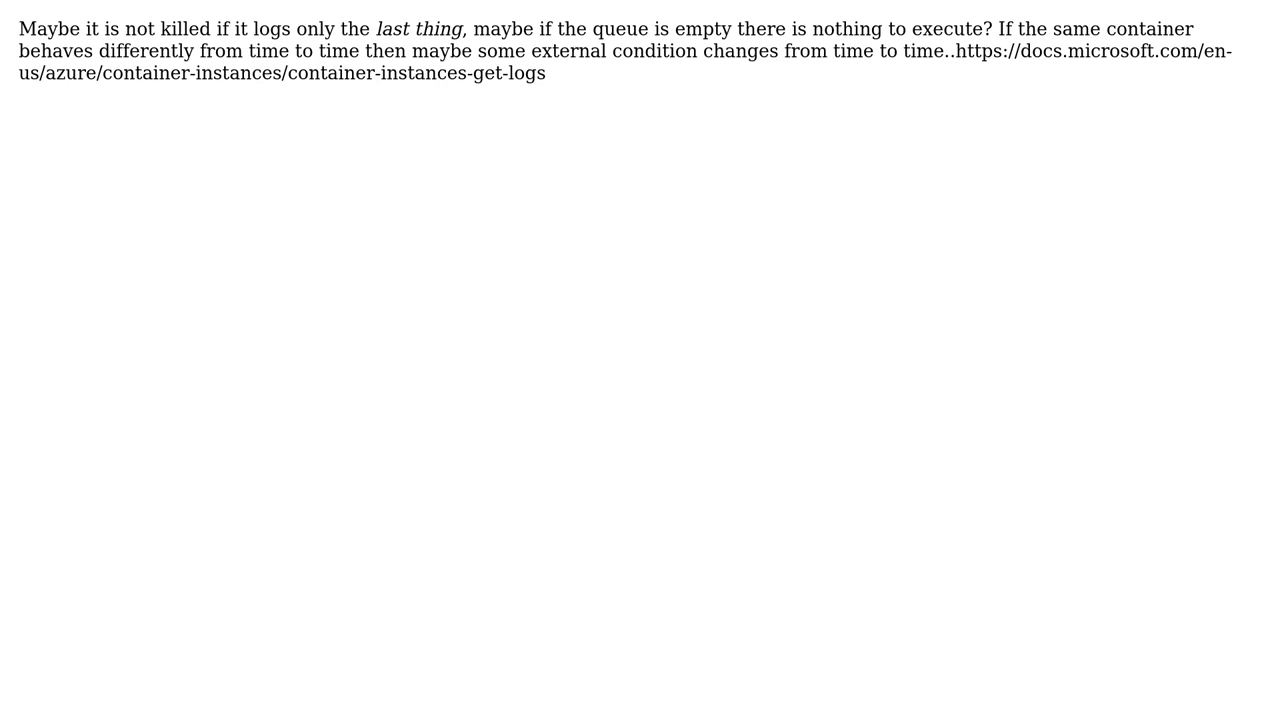 Maybe it is not killed if it logs only the last thing, maybe if the queue is empty there is nothing to execute? If the same container
behaves differently from time to time then maybe some external condition changes from time to time..https://docs.microsoft.com/en-
us/azure/container-instances/container-instances-get-logs